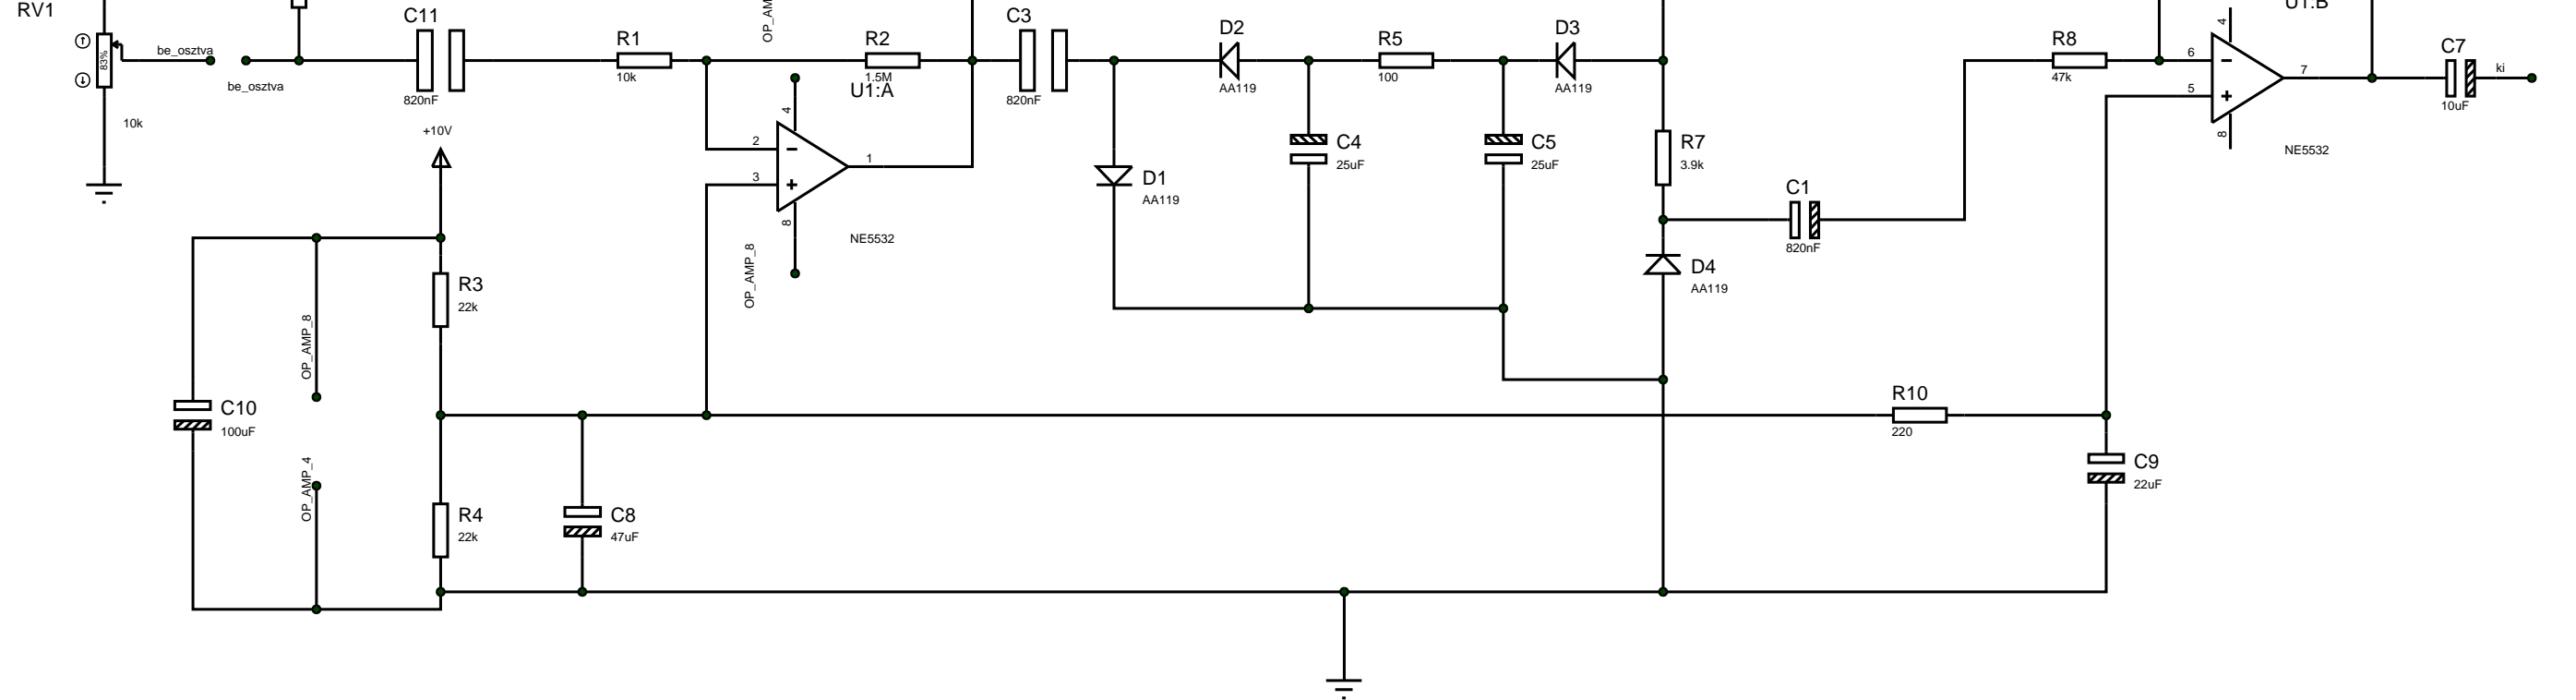 RV1
83%
be_osztva
10k
be_osztva
C11
820nF
+10V
R1
10k
OP_AM
R2
1.5M
U1:A
4
2
3
1
8
NE5532
OP_AMP_8
C3
820nF
D1
AA119
D2
AA119
C4
25uF
R5
100
C5
25uF
D3
AA119
R7
3.9k
D4
AA119
C1
820nF
R8
47k
U1:B
4
6
5
7
8
NE5532
C7
10uF
ki
R3
22k
OP_AMP_8
C10
100uF
OP_AMP_4
R4
22k
C8
47uF
R10
220
C9
22uF